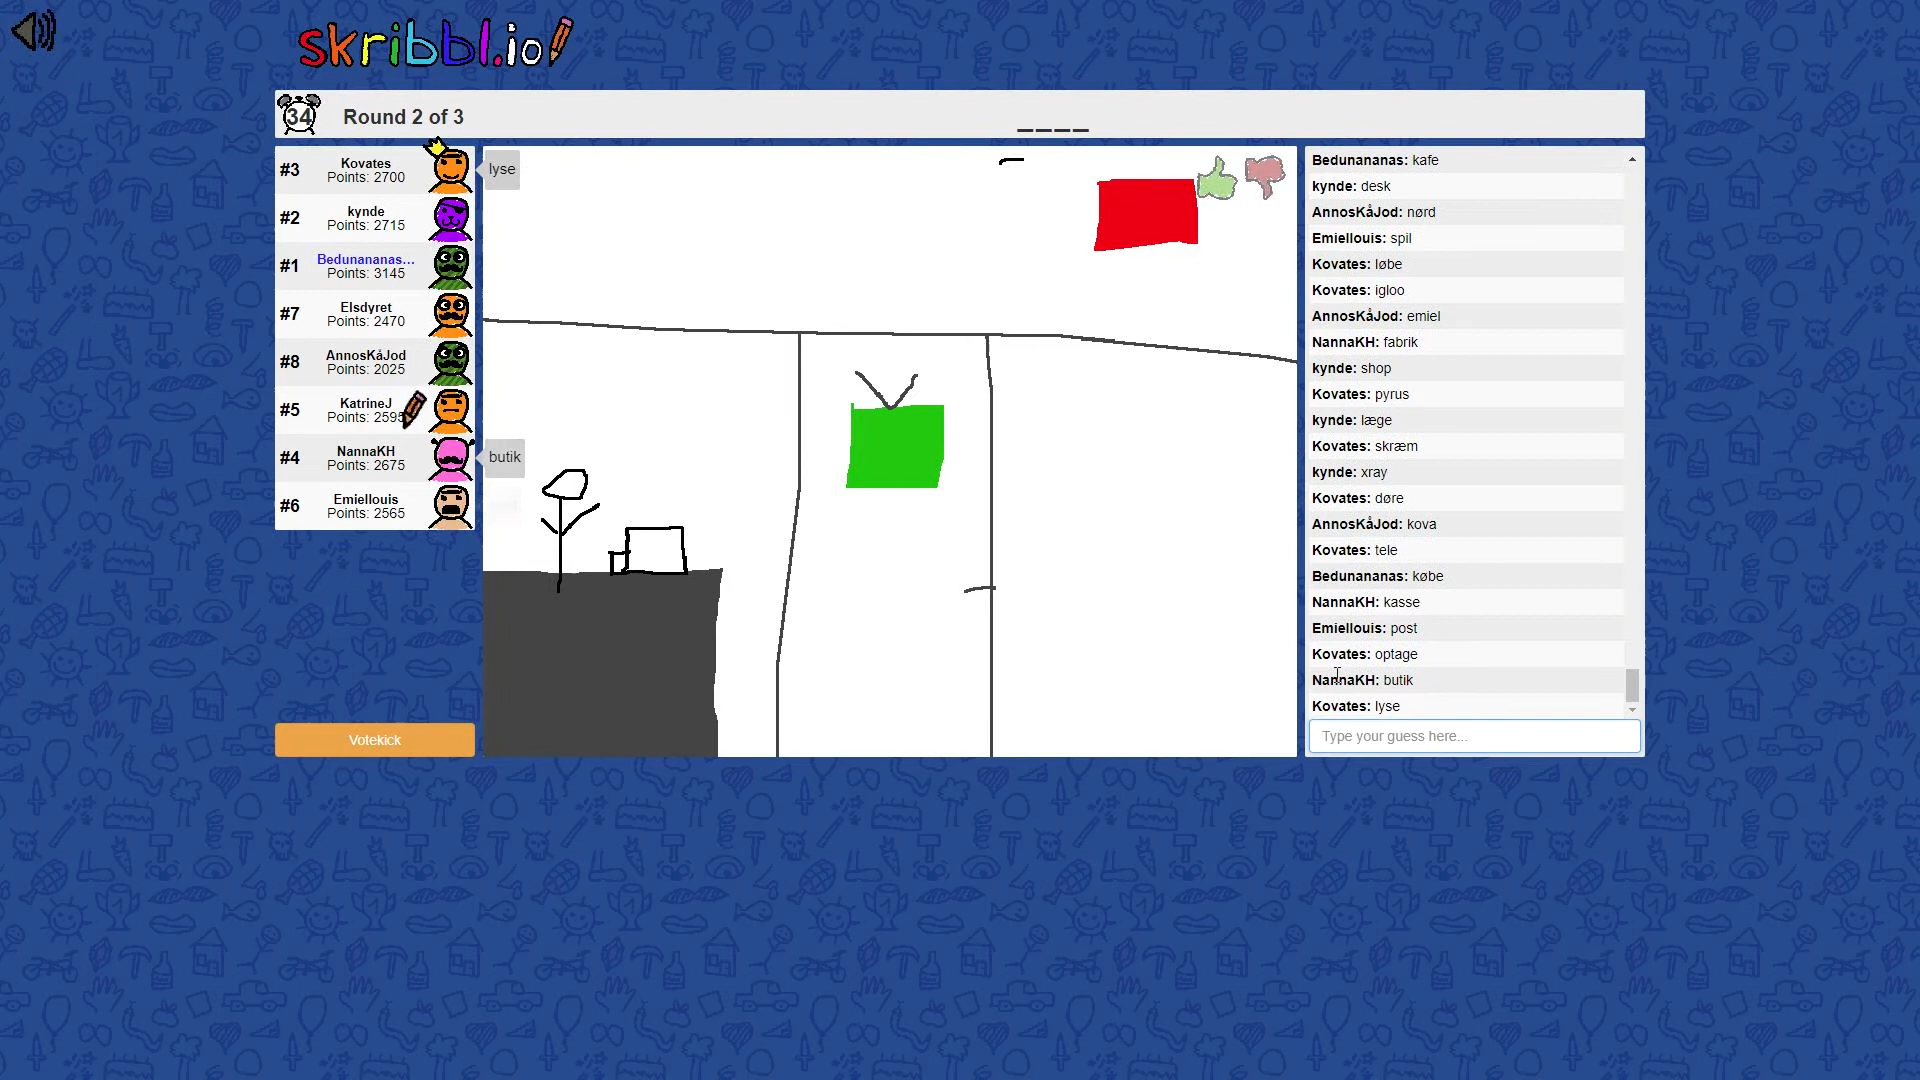 skribbl.io
34
Round 2 of 3
____
#3
Kovates
Points: 2700
lyse
#2
kynde
Points: 2715
#1
Bedunananas...
Points: 3145
#7
Elsdyret
Points: 2470
#8
AnnosKåJod
Points: 2025
#5
KatrineJ
Points: 2595
#4
NannaKH
Points: 2675
butik
#6
Emiellouis
Points: 2565
Votekick
Bedunananas: kafe
kynde: desk
AnnosKåJod: nørd
Emiellouis: spil
Kovates: løbe
Kovates: igloo
AnnosKåJod: emiel
NannaKH: fabrik
kynde: shop
Kovates: pyrus
kynde: læge
Kovates: skræm
kynde: xray
Kovates: døre
AnnosKåJod: kova
Kovates: tele
Bedunananas: købe
NannaKH: kasse
Emiellouis: post
Kovates: optage
NannaKH: butik
Kovates: lyse
Type your guess here...